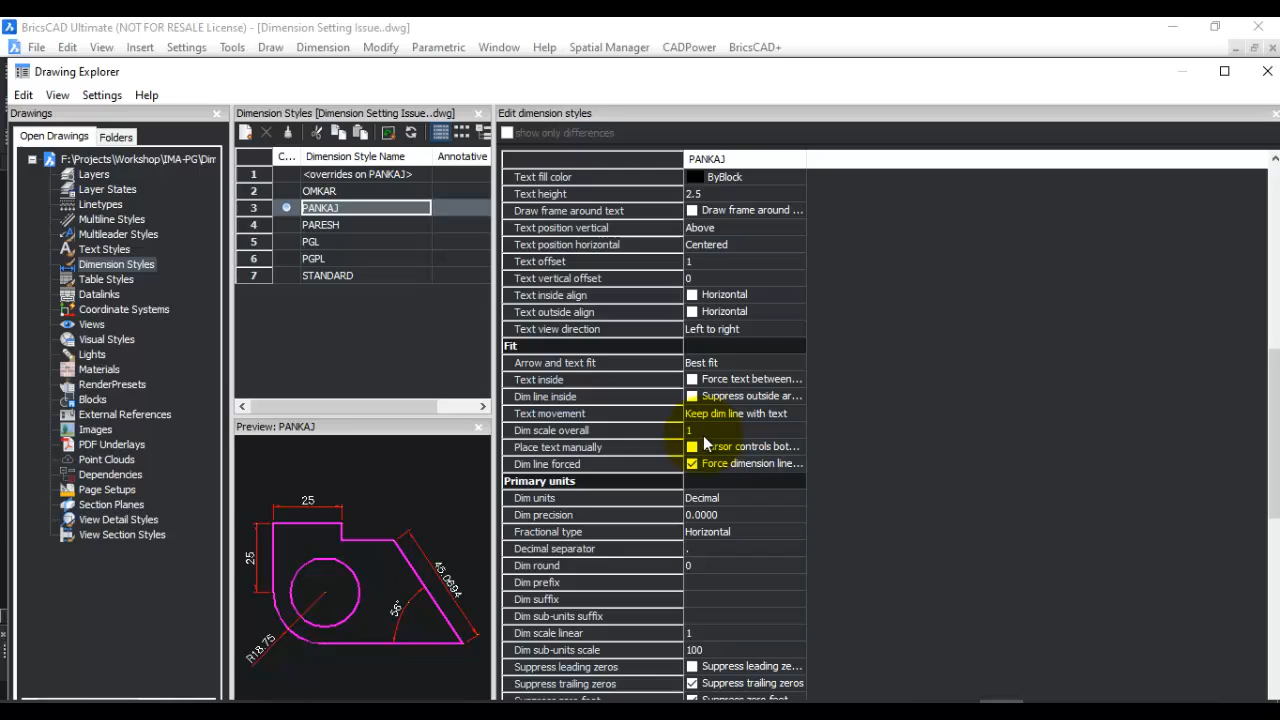 BricsCAD Ultimate (NOT FOR RESALE License) - [Dimension Setting Issue..dwg]
File Edit View Insert Settings Tools Draw Dimension Modify Parametric Window Help Spatial Manager CADPower BricsCAD+
Drawing Explorer
Edit View Settings Help
Drawings
Open Drawings Folders
F:\Projects\Workshop\IMA-PG\Dim
Layers
Layer States
Linetypes
Multiline Styles
Multileader Styles
Text Styles
Dimension Styles
Table Styles
Datalinks
Coordinate Systems
Views
Visual Styles
Lights
Materials
RenderPresets
Blocks
External References
Images
PDF Underlays
Point Clouds
Dependencies
Page Setups
Section Planes
View Detail Styles
View Section Styles
Dimension Styles [Dimension Setting Issue..dwg]
C... Dimension Style Name Annotative
1 <overrides on PANKAJ>
2 OMKAR
3 PANKAJ
4 PARESH
5 PGL
6 PGPL
7 STANDARD
Preview: PANKAJ
25
25
45.0694
56°
R18.75
Edit dimension styles
show only differences
PANKAJ
Text fill color ByBlock
Text height 2.5
Draw frame around text Draw frame around ...
Text position vertical Above
Text position horizontal Centered
Text offset 1
Text vertical offset 0
Text inside align Horizontal
Text outside align Horizontal
Text view direction Left to right
Fit
Arrow and text fit Best fit
Text inside Force text between...
Dim line inside Suppress outside ar...
Text movement Keep dim line with text
Dim scale overall 1
Place text manually controls bot...
Dim line forced Force dimension line...
Primary units
Dim units Decimal
Dim precision 0.0000
Fractional type Horizontal
Decimal separator .
Dim round 0
Dim prefix
Dim suffix
Dim sub-units suffix
Dim scale linear 1
Dim sub-units scale 100
Suppress leading zeros Suppress leading ze...
Suppress trailing zeros Suppress trailing zeros